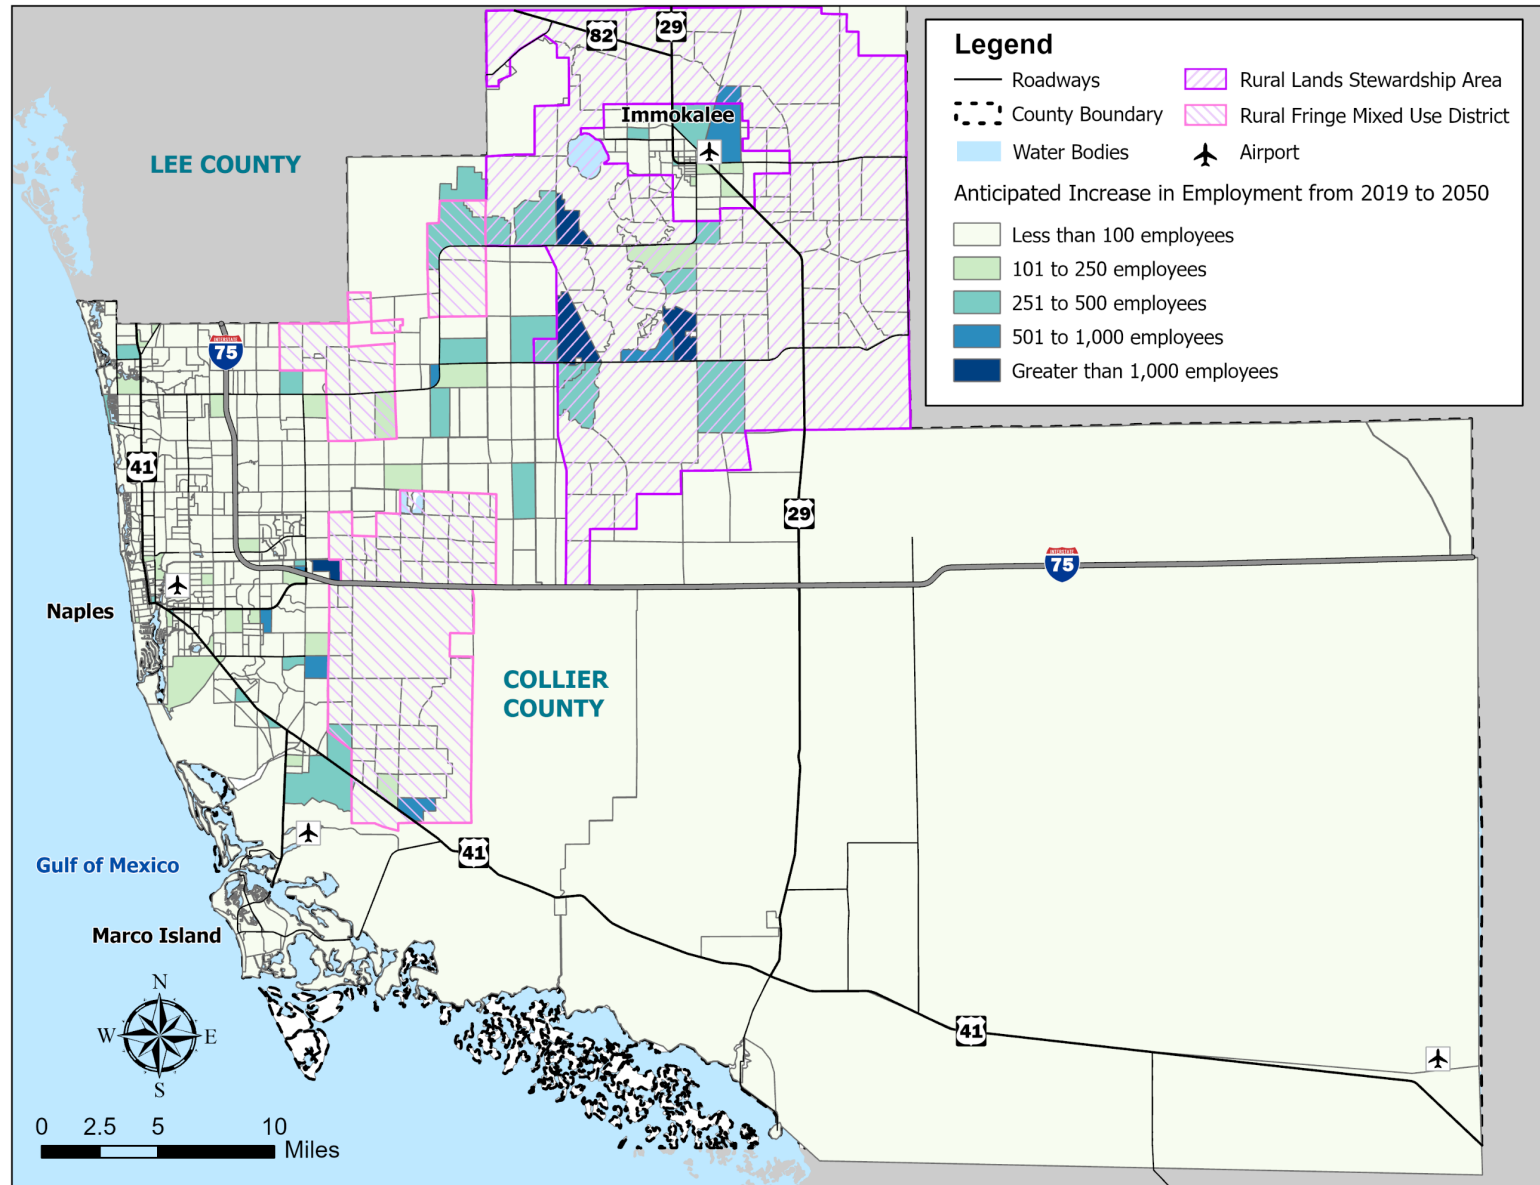 82
29
Immokalee
LEE COUNTY
Legend
Roadways
County Boundary
Water Bodies
Rural Lands Stewardship Area
Rural Fringe Mixed Use District
Airport
Anticipated Increase in Employment from 2019 to 2050
Less than 100 employees
101 to 250 employees
251 to 500 employees
501 to 1,000 employees
Greater than 1,000 employees
INTERSTATE
75
41
29
INTERSTATE
75
Naples
COLLIER
COUNTY
Gulf of Mexico
41
Marco Island
N
W E
S
41
0 2.5 5 10
Miles